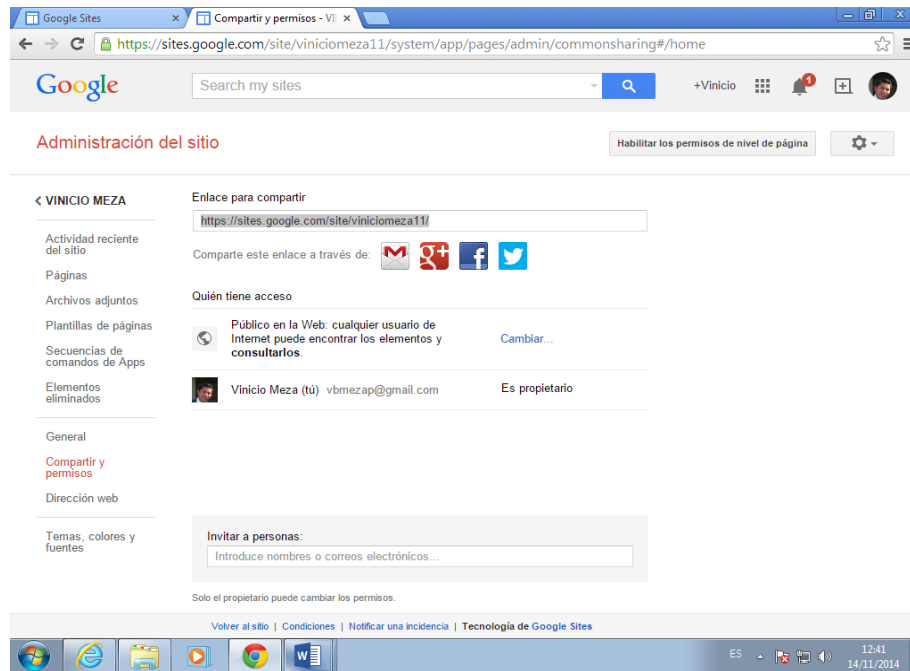 Google Sites
Compartir y permisos - VI
https://sites.google.com/site/viniciomeza11/system/app/pages/admin/commonsharing#/home
Google
Search my sites
+Vinicio
1
Administración del sitio
Habilitar los permisos de nivel de página
VINICIO MEZA
Actividad reciente
del sitio
Páginas
Archivos adjuntos
Plantillas de páginas
Secuencias de
comandos de Apps
Elementos
eliminados
General
Compartir y
permisos
Dirección web
Temas, colores y
fuentes
Enlace para compartir
https://sites.google.com/site/viniciomeza11/
Comparte este enlace a través de:
Quién tiene acceso
Público en la Web: cualquier usuario de
Internet puede encontrar los elementos y
consultarlos.
Cambiar...
Vinicio Meza (tú) vbmezap@gmail.com
Es propietario
Invitar a personas:
Introduce nombres o correos electrónicos...
Solo el propietario puede cambiar los permisos.
Volver al sitio | Condiciones | Notificar una incidencia | Tecnología de Google Sites
ES
12:41
14/11/2014